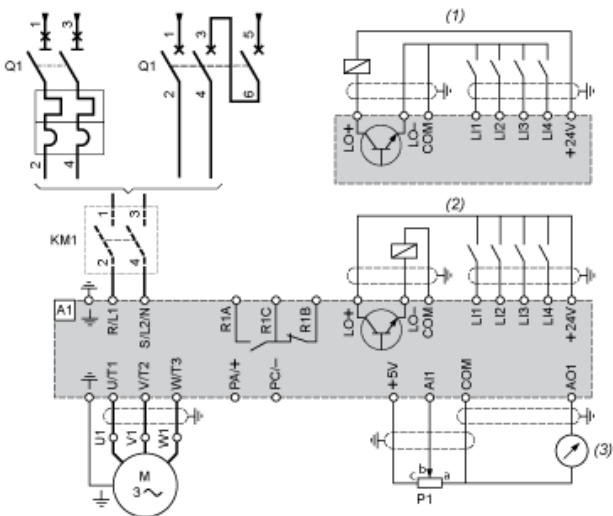 1 3
Q1
2 4
1 3 5
Q1
2 4 6
(1)
LO+ LO– COM LI1 LI2 LI3 LI4 +24V
1 3
KM1
2 4
(2)
A1
R/L1 S/L2/N R1A R1C R1B LO+ LO– COM LI1 LI2 LI3 LI4 +24V
U/T1 V/T2 W/T3 PA/+ PC/– +5V AI1 COM AO1
U1 V1 W1
(3)
M
3
c b a
P1